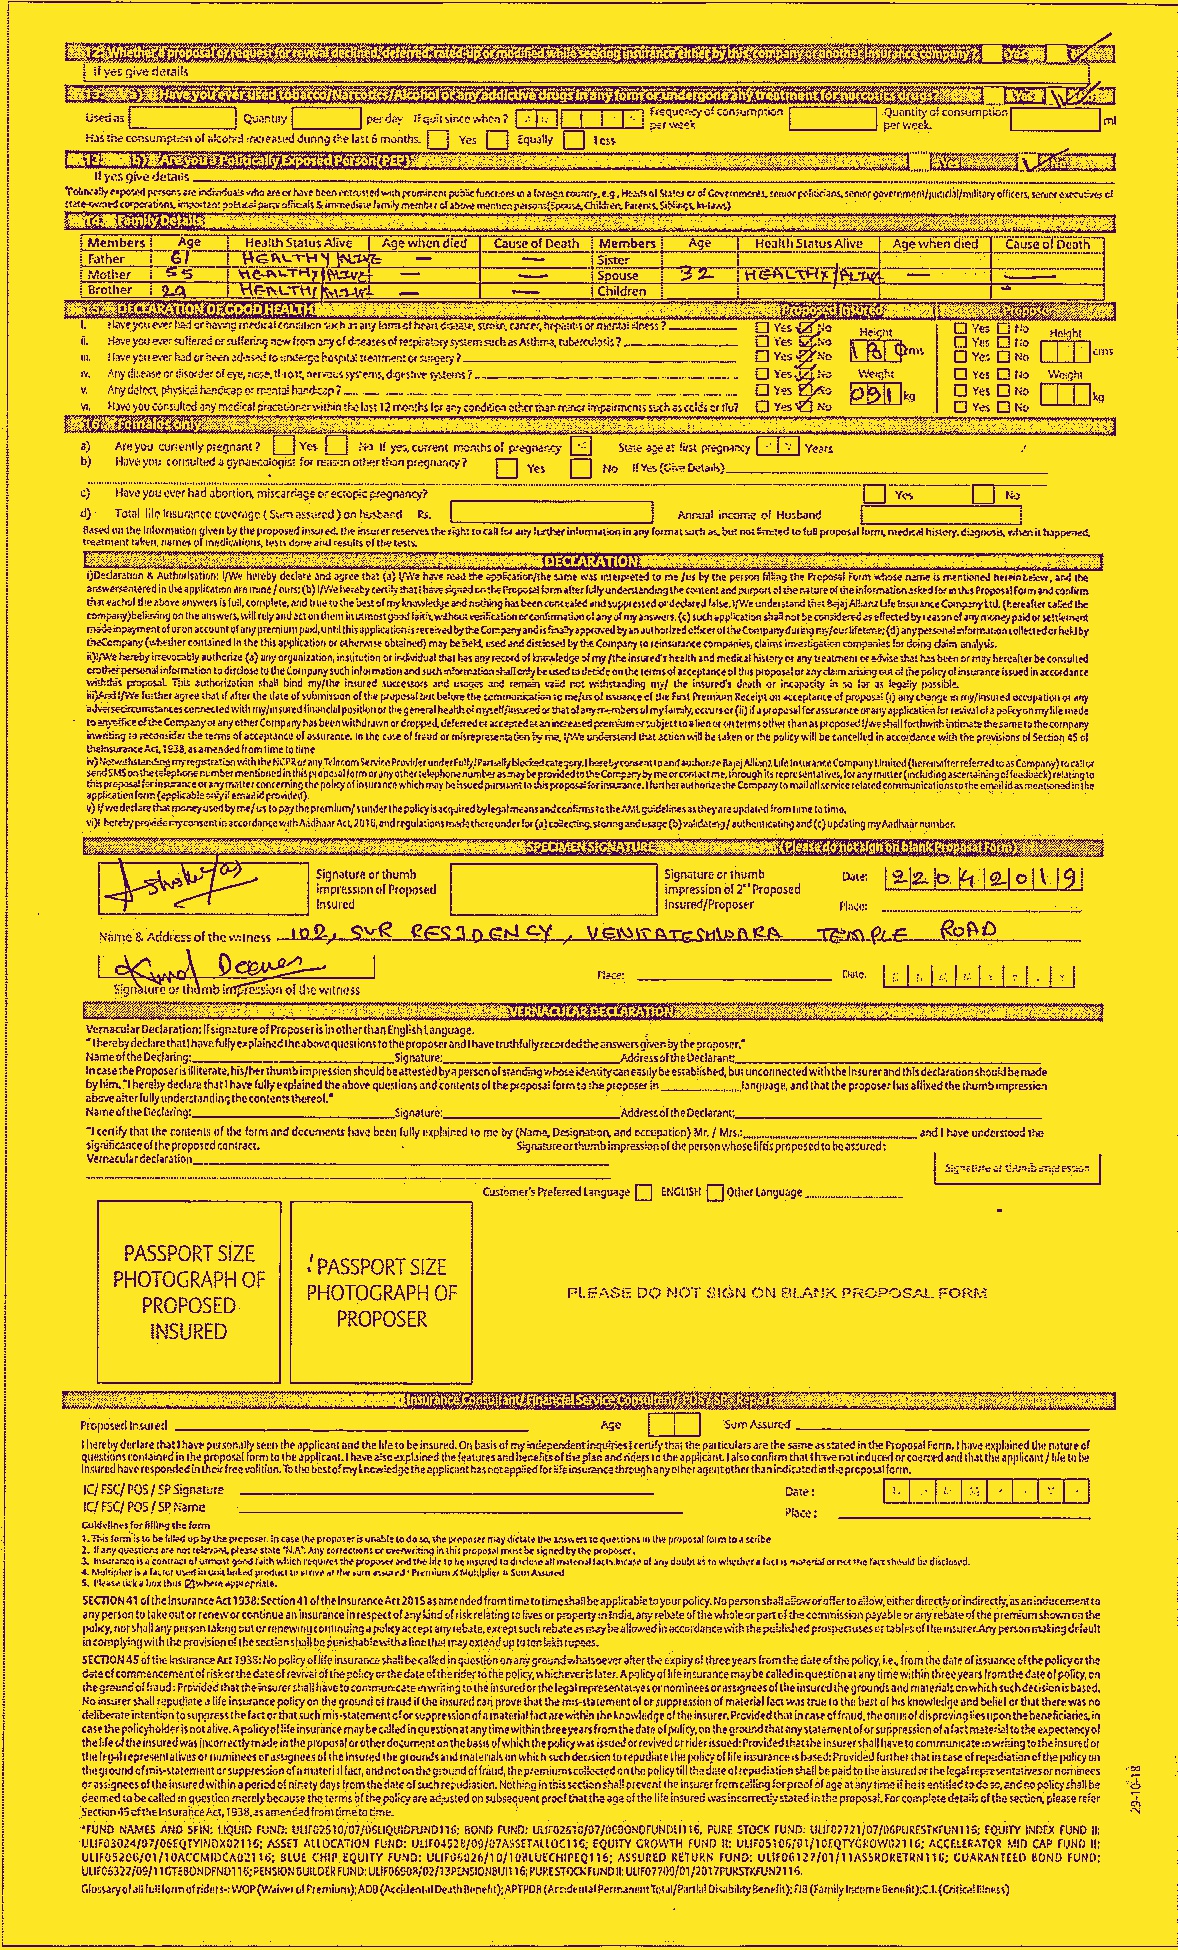 12. Whether a proposal or request for revival declined, deferred, rated-up or modified while seeking insurance either by this company or another insurance company? Yes No
If yes give details
13. a) Have you ever used tobacco/Narcotics/Alcohol or any addictive drugs in any form or undergone any treatment for narcotics drugs? Yes No
Used as Quantity per day If quit since when? Frequency of consumption per week Quantity of consumption per week. ml
Has the consumption of alcohol increased during the last 6 months. Yes Equally Less
13. b) Are you a Politically Exposed Person (PEP) Yes
If yes give details
Politically exposed persons are individuals who are or have been entrusted with prominent public functions in a foreign country, e.g., Heads of States or of Governments, senior politicians, senior government/judicial/military officers, senior executives of
state-owned corporations, important political party officials & immediate family member of above mention persons(Spouse, Children, Parents, Siblings, In-laws)
14. Family Details
Members Age Health Status Alive Age when died Cause of Death Members Age Health Status Alive Age when died Cause of Death
Father 61 HEALTHY/ALIVE — — Sister
Mother 55 HEALTHY/ALIVE — — Spouse 32 HEALTHY/ALIVE — —
Brother 29 HEALTHY/ALIVE — — Children
15. DECLARATION OF GOOD HEALTH Proposed Insured Proposer
i. Have you ever had or having medical condition such as any form of heart disease, stroke, cancer, hepatitis or mental illness? Yes No Height Yes No Height
ii. Have you ever suffered or suffering now from any of diseases of respiratory system such as Asthma, tuberculosis? Yes No 180 cms Yes No cms
iii. Have you ever had or been advised to undergo hospital treatment or surgery? Yes No Yes No
iv. Any disease or disorder of eye, nose, throat, nervous systems, digestive systems? Yes No Weight Yes No Weight
v. Any defect, physical handicap or mental handicap? Yes No 091 kg Yes No kg
vi. Have you consulted any medical practitioner within the last 12 months for any condition other than minor impairments such as colds or flu? Yes No Yes No
16. Females only
a) Are you currently pregnant? Yes No If yes, current months of pregnancy State age at first pregnancy Years
b) Have you consulted a gynaecologist for reason other than pregnancy? Yes No If Yes (Give Details)
c) Have you ever had abortion, miscarriage or ectopic pregnancy? Yes No
d) Total life insurance coverage ( Sum assured ) on husband Rs. Annual income of Husband
Based on the Information given by the proposed insured, the insurer reserves the right to call for any further information in any format such as, but not limited to full proposal form, medical history, diagnosis, when it happened,
treatment taken, names of medications, tests done and results of the tests.
DECLARATION
i)Declaration & Authorisation: I/We hereby declare and agree that (a) I/We have read the application/the same was interpreted to me /us by the person filling the Proposal Form whose name is mentioned herein below, and the
answers entered in the application are mine / ours; (b) I/We hereby certify that i have signed on the Proposal form after fully understanding the content and purport of the nature of the information asked for in this Proposal Form and confirm
that each of the above answers is full, complete, and true to the best of my knowledge and nothing has been concealed and suppressed or declared false. I/We understand that Bajaj Allianz Life Insurance Company Ltd. (hereafter called the
company) believing on the answers, will rely and act on them in utmost good faith, without verification or confirmation of any of my answers. (c) such application shall not be considered as effected by reason of any money paid or settlement
made in payment of or on account of any premium paid, until this application is received by the Company and is finally approved by an authorized officer of the Company during my/our lifetime; (d) any personal information collected or held by
the Company (whether contained in the this application or otherwise obtained) may be held, used and disclosed by the Company to reinsurance companies, claims investigation companies for doing claim analysis.
ii)I/We hereby irrevocably authorize (a) any organization, institution or individual that has any record of knowledge of my /the insured's health and medical history or any treatment or advise that has been or may hereafter be consulted
or other personal information to disclose to the Company such information and such information shall only be used to decide on the terms of acceptance of this proposal or any claim arising out of the policy of insurance issued in accordance
with this proposal. This authorization shall bind my/the insured successors and usages and remain valid not withstanding my/ the insured's death or incapacity in so far as legally possible.
iii)And I/We further agree that if after the date of submission of the proposal but before the communication to me/us of issuance of the First Premium Receipt on acceptance of proposal (i) any change in my/insured occupation or any
adverse circumstances connected with my/insured financial position or the general health of myself/insured or that of any members of my family, occurs or (ii) if a proposal for assurance or any application for revival of a policy on my life made
to any office of the Company or any other Company has been withdrawn or dropped, deferred or accepted at an increased premium or subject to a lien or on terms other than as proposed I/we shall forthwith intimate the same to the company
inviting to reconsider the terms of acceptance of assurance. In the case of fraud or misrepresentation by me, I/We understand that action will be taken or the policy will be cancelled in accordance with the provisions of Section 45 of
the Insurance Act, 1938, as amended from time to time
iv) Notwithstanding my registration with the NCPR or any Telecom Service Provider under Fully/Partially blocked category, I hereby consent to and authorize Bajaj Allianz Life Insurance Company Limited (hereinafter referred to as Company) to call or
send SMS on the telephone number mentioned in this proposal form or any other telephone number as may be provided to the Company by me or contact me, through its representatives, for any matter (including ascertaining of feedback) relating to
this proposal for insurance or any matter concerning the policy of insurance which may be issued pursuant to this proposal for insurance. I further authorize the Company to mail all service related communications to the email id as mentioned in the
application form (applicable only if email id provided).
v) If we declare that money used by me/ us to pay the premium/ s under the policy is acquired by legal means and confirms to the AML guidelines as they are updated from time to time.
vi)I hereby provide my consent in accordance with Aadhaar Act, 2016, and regulations made there under for (a) collecting, storing and usage (b) validating / authenticating and (c) updating my Aadhaar number.
SPECIMEN SIGNATURE (Please do not sign on blank Proposal Form)
Signature or thumb impression of Proposed Insured Signature or thumb impression of 2nd Proposed Insured/Proposer Date: 22042019
Place:
Name & Address of the witness 102, SVR RESIDENCY, VENKATESHWARA TEMPLE ROAD
Place: Date:
Signature or thumb impression of the witness
VERNACULAR DECLARATION
Vernacular Declaration: If signature of Proposer is in other than English Language.
"I hereby declare that I have fully explained the above questions to the proposer and I have truthfully recorded the answers given by the proposer."
Name of the Declaring: Signature: Address of the Declarant:
In case the Proposer is illiterate, his/her thumb impression should be attested by a person of standing whose identity can easily be established, but unconnected with the Insurer and this declaration should be made
by him. "I hereby declare that I have fully explained the above questions and contents of the proposal form to the proposer in language, and that the proposer has affixed the thumb impression
above after fully understanding the contents thereof."
Name of the Declaring: Signature: Address of the Declarant:
"I certify that the contents of the form and documents have been fully explained to me by (Name, Designation, and occupation) Mr. / Mrs.: and I have understood the
significance of the proposed contract. Signature or thumb impression of the person whose life is proposed to be assured:
Vernacular declaration Signature or thumb impression
Customer's Preferred Language ENGLISH Other Language
PASSPORT SIZE PHOTOGRAPH OF PROPOSED INSURED
PASSPORT SIZE PHOTOGRAPH OF PROPOSER
PLEASE DO NOT SIGN ON BLANK PROPOSAL FORM
Insurance Consultant/ Financial Service Consultant/ POS / SP - Report
Proposed Insured Age Sum Assured
I hereby declare that I have personally seen the applicant and the life to be insured. On basis of my independent inquiries I certify that the particulars are the same as stated in the Proposal Form. I have explained the nature of
questions contained in the proposal form to the applicant. I have also explained the features and benefits of the plan and riders to the applicant. I also confirm that I have not induced or coerced and that the applicant / life to be
Insured have responded in their free volition. To the best of my knowledge the applicant has not applied for life insurance through any other agent other than indicated in the proposal form.
IC/ FSC/ POS / SP Signature Date :
IC/ FSC/ POS / SP Name Place :
Guidelines for filling the form
1. This form is to be filled up by the proposer. In case the proposer is unable to do so, the proposer may dictate the answers to questions in the proposal form to a scribe
2. If any questions are not relevant, please state "N.A". Any corrections or overwriting in this proposal must be signed by the proposer.
3. Insurance is a contract of utmost good faith which requires the proposer and the life to be insured to disclose all material facts. Incase of any doubt as to whether a fact is material or not the fact should be disclosed.
4. Multiplier is a factor used in unit linked product to arrive at the sum assured "Premium X Multiplier = Sum Assured
5. Please tick a box thus ☑ where appropriate.
SECTION 41 of the Insurance Act 1938: Section 41 of the Insurance Act 2015 as amended from time to time shall be applicable to your policy. No person shall allow or offer to allow, either directly or indirectly, as an inducement to
any person to take out or renew or continue an insurance in respect of any kind of risk relating to lives or property in India, any rebate of the whole or part of the commission payable or any rebate of the premium shown on the
policy, nor shall any person taking out or renewing continuing a policy accept any rebate, except such rebate as may be allowed in accordance with the published prospectuses or tables of the insurer. Any person making default
in complying with the provision of the section shall be punishable with a fine that may extend up to ten lakh rupees.
SECTION 45 of the Insurance Act 1938: No policy of life insurance shall be called in question on any ground whatsoever after the expiry of three years from the date of the policy, i.e., from the date of issuance of the policy or the
date of commencement of risk or the date of revival of the policy or the date of the rider to the policy, whichever is later. A policy of life insurance may be called in question at any time within three years from the date of policy, on
the ground of fraud : Provided that the insurer shall have to communicate in writing to the insured or the legal representatives or nominees or assignees of the insured the grounds and materials on which such decision is based.
No insurer shall repudiate a life insurance policy on the ground of fraud if the insured can prove that the mis-statement of or suppression of material fact was true to the best of his knowledge and belief or that there was no
deliberate intention to suppress the fact or that such mis-statement of or suppression of a material fact are within the knowledge of the insurer. Provided that in case of fraud, the onus of disproving lies upon the beneficiaries, in
case the policyholder is not alive. A policy of life insurance may be called in question at any time within three years from the date of policy, on the ground that any statement of or suppression of a fact material to the expectancy of
the life of the insured was incorrectly made in the proposal or other document on the basis of which the policy was issued or revived or rider issued: Provided that the insurer shall have to communicate in writing to the insured or
the legal representatives or nominees or assignees of the insured the grounds and materials on which such decision to repudiate the policy of life insurance is based: Provided further that in case of repudiation of the policy on
the ground of mis-statement or suppression of a material fact, and not on the ground of fraud, the premiums collected on the policy till the date of repudiation shall be paid to the insured or the legal representatives or nominees
or assignees of the insured within a period of ninety days from the date of such repudiation. Nothing in this section shall prevent the insurer from calling for proof of age at any time if he is entitled to do so, and no policy shall be
deemed to be called in question merely because the terms of the policy are adjusted on subsequent proof that the age of the life insured was incorrectly stated in the proposal. For complete details of the section, please refer
Section 45 of the Insurance Act, 1938, as amended from time to time.
29-10-18
*FUND NAMES AND SFIN: LIQUID FUND: ULIF02510/07/06LIQUIDFUND116; BOND FUND: ULIF02610/07/06BONDFUNDLI116, PURE STOCK FUND: ULIF02721/07/06PURESTKFUN116; EQUITY INDEX FUND II:
ULIF03024/07/06EQTYINDX02116; ASSET ALLOCATION FUND: ULIF04528/09/07ASSETALLOC116; EQUITY GROWTH FUND II: ULIF05106/01/10EQTYGROW02116; ACCELERATOR MID CAP FUND II:
ULIF05206/01/10ACCMIDCA02116; BLUE CHIP EQUITY FUND: ULIF06026/10/10BLUECHIPEQ116; ASSURED RETURN FUND: ULIF06127/01/11ASSRDRETRN116; GUARANTEED BOND FUND:
ULIF06322/09/11GTEBONDFND116; PENSION BUILDER FUND: ULIF06908/02/13PENSIONBUI116; PURE STOCK FUND II: ULIF07709/01/2017PURSTKFUN2116.
Glossary of all full form of riders-: WOP (Waiver of Premium); ADB (Accidental Death Benefit); APTPDB (Accidental Permanent Total/Partial Disability Benefit); FIB (Family Income Benefit); C.I. (Critical Illness)